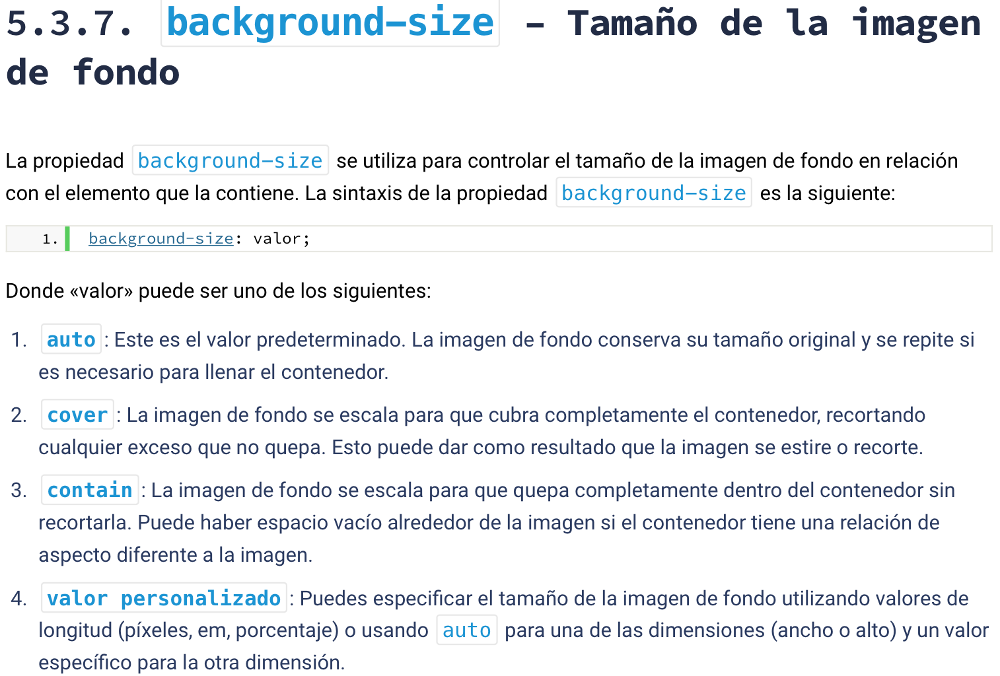 5.3.7. background-size – Tamaño de la imagen
de fondo
La propiedad background-size se utiliza para controlar el tamaño de la imagen de fondo en relación
con el elemento que la contiene. La sintaxis de la propiedad background-size es la siguiente:
1. background-size: valor;
Donde «valor» puede ser uno de los siguientes:
1. auto: Este es el valor predeterminado. La imagen de fondo conserva su tamaño original y se repite si
es necesario para llenar el contenedor.
2. cover: La imagen de fondo se escala para que cubra completamente el contenedor, recortando
cualquier exceso que no quepa. Esto puede dar como resultado que la imagen se estire o recorte.
3. contain: La imagen de fondo se escala para que quepa completamente dentro del contenedor sin
recortarla. Puede haber espacio vacío alrededor de la imagen si el contenedor tiene una relación de
aspecto diferente a la imagen.
4. valor personalizado: Puedes especificar el tamaño de la imagen de fondo utilizando valores de
longitud (píxeles, em, porcentaje) o usando auto para una de las dimensiones (ancho o alto) y un valor
específico para la otra dimensión.